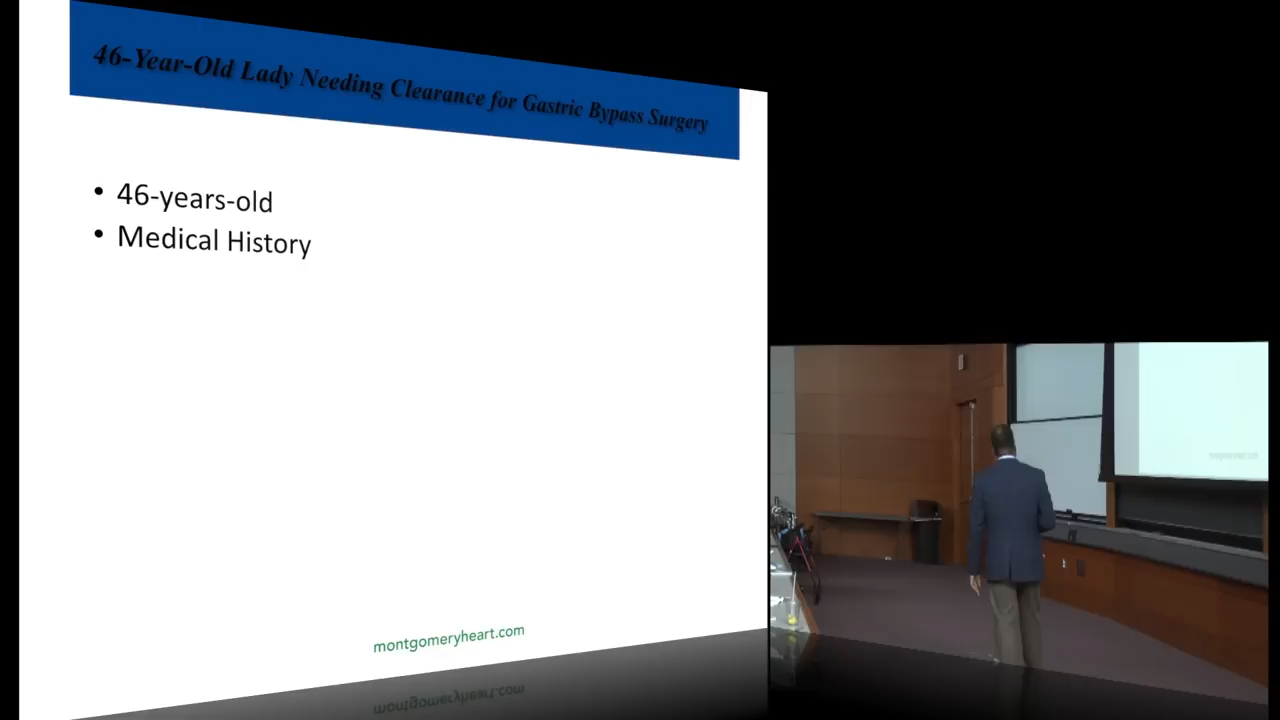 46-Year-Old Lady Needing Clearance for Gastric Bypass Surgery
• 46-years-old
• Medical History
montgomeryheart.com